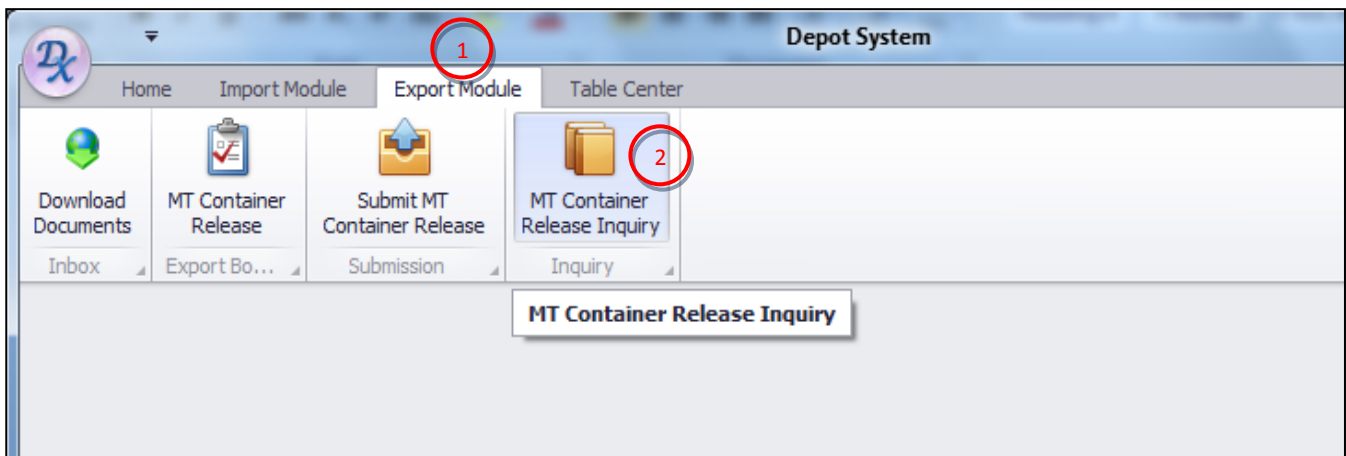 Depot System
1
DX
Home Import Module Export Module Table Center
2
Download Documents
MT Container Release
Submit MT Container Release
MT Container Release Inquiry
Inbox Export Bo... Submission Inquiry
MT Container Release Inquiry